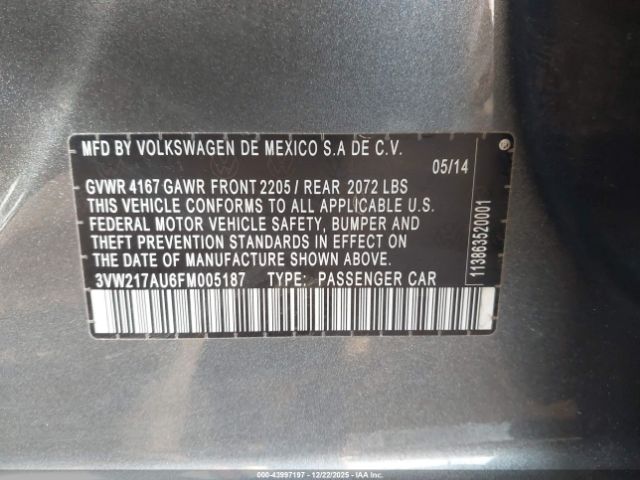 MFD BY VOLKSWAGEN DE MEXICO S.A DE C.V.
05/14
GVWR 4167 GAWR FRONT 2205 / REAR 2072 LBS
THIS VEHICLE CONFORMS TO ALL APPLICABLE U.S.
FEDERAL MOTOR VEHICLE SAFETY, BUMPER AND
THEFT PREVENTION STANDARDS IN EFFECT ON
THE DATE OF MANUFACTURE SHOWN ABOVE.
3VW217AU6FM005187 TYPE: PASSENGER CAR
113863520001
000-43997197 - 12/22/2025 - IAA, Inc.